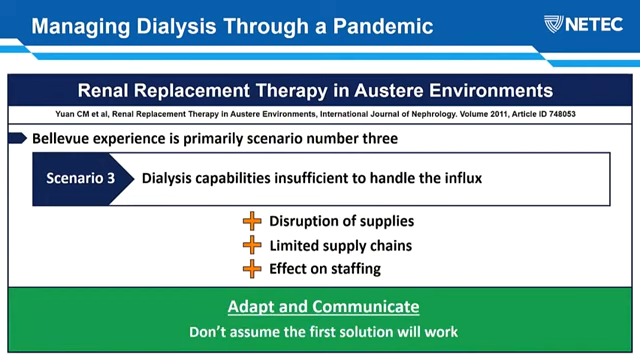 Managing Dialysis Through a Pandemic
NETEC
Renal Replacement Therapy in Austere Environments
Yuan CM et al, Renal Replacement Therapy in Austere Environments, International Journal of Nephrology. Volume 2011, Article ID 748053
Bellevue experience is primarily scenario number three
Scenario 3
Dialysis capabilities insufficient to handle the influx
Disruption of supplies
Limited supply chains
Effect on staffing
Adapt and Communicate
Don't assume the first solution will work